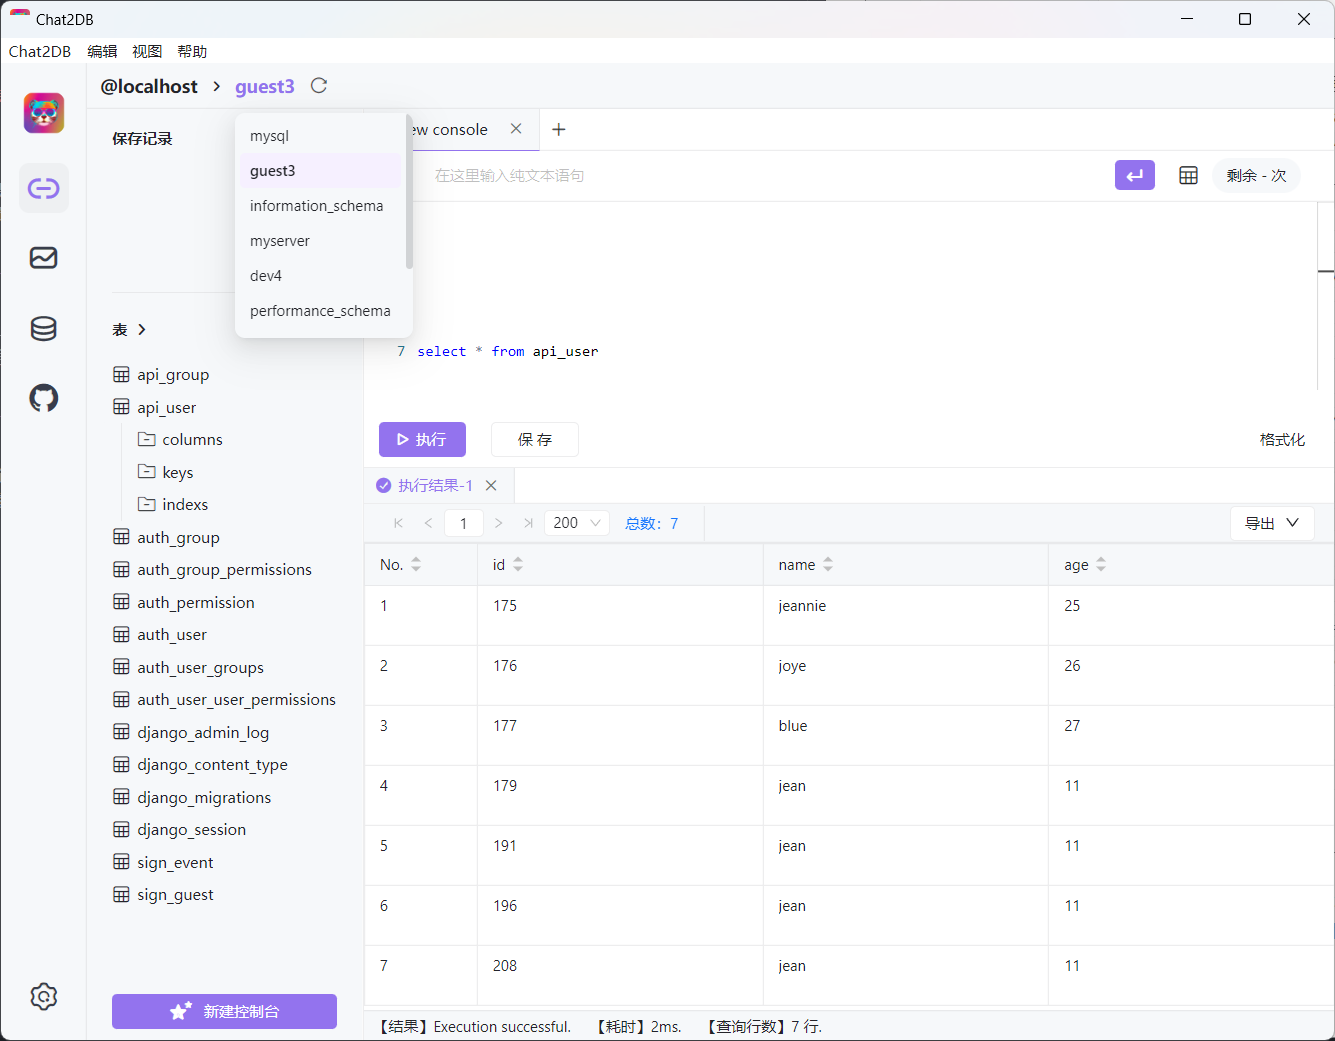 Chat2DB
Chat2DB 编辑 视图 帮助
@localhost > guest3
保存记录
mysql
guest3
information_schema
myserver
dev4
performance_schema
ew console
在这里输入纯文本语句
剩余 - 次
7 select * from api_user
执行 保 存 格式化
执行结果-1
1 200 总数: 7 导出
表
api_group
api_user
columns
keys
indexs
auth_group
auth_group_permissions
auth_permission
auth_user
auth_user_groups
auth_user_user_permissions
django_admin_log
django_content_type
django_migrations
django_session
sign_event
sign_guest
新建控制台
No. id name age
1 175 jeannie 25
2 176 joye 26
3 177 blue 27
4 179 jean 11
5 191 jean 11
6 196 jean 11
7 208 jean 11
【结果】Execution successful. 【耗时】2ms. 【查询行数】7 行.